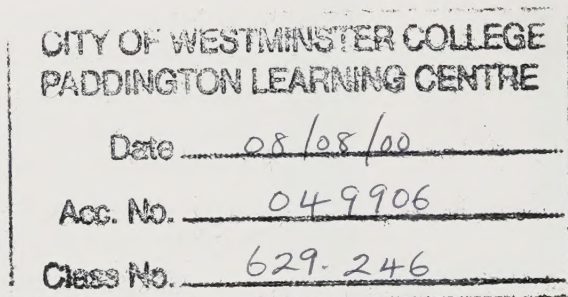 CITY OF WESTMINSTER COLLEGE
PADDINGTON LEARNING CENTRE
Date 08/08/00
Acc. No. 049906
Class No. 629.246